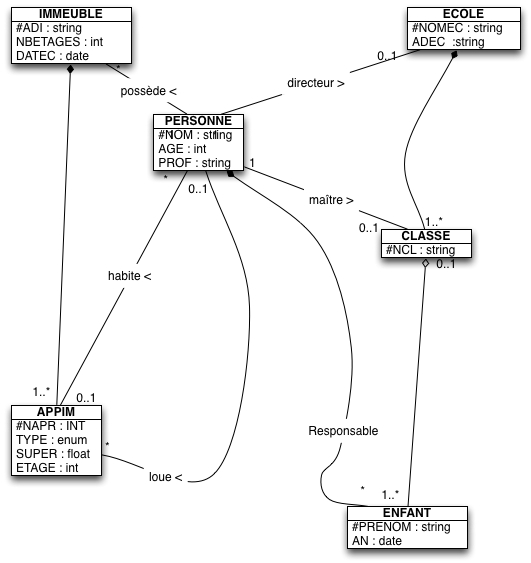 IMMEUBLE
#ADI : string
NBETAGES : int
DATEC : date
*
ECOLE
#NOMEC : string
ADEC :string
0..1
directeur >
possède <
PERSONNE
#NOM : string
AGE : int
PROF : string
1
1
1
*
0..1
maître >
0..1
1..*
CLASSE
#NCL : string
0..1
habite <
1..*
0..1
APPIM
#NAPR : INT
TYPE : enum
SUPER : float
ETAGE : int
*
loue <
Responsable
*
1..*
ENFANT
#PRENOM : string
AN : date